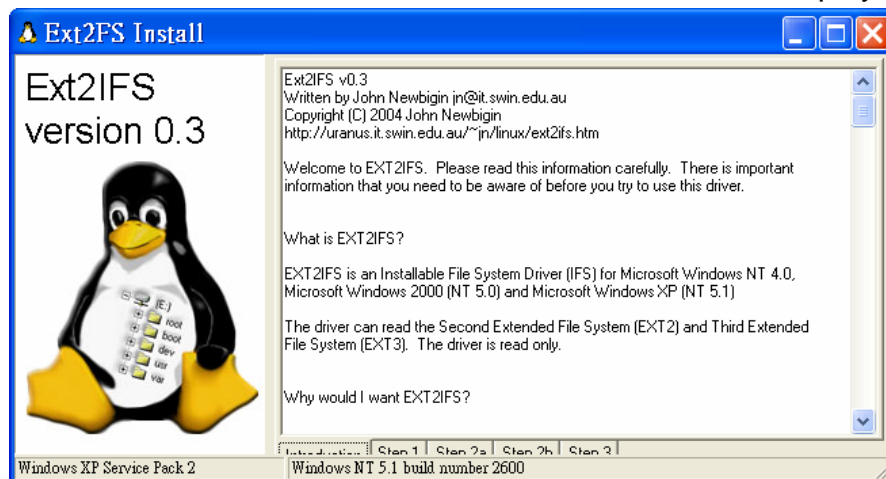 Ext2FS Install
Ext2IFS
version 0.3
(E:)
root
boot
dev
usr
var
Ext2IFS v0.3
Written by John Newbigin jn@it.swin.edu.au
Copyright (C) 2004 John Newbigin
http://uranus.it.swin.edu.au/~jn/linux/ext2ifs.htm
Welcome to EXT2IFS.  Please read this information carefully.  There is important
information that you need to be aware of before you try to use this driver.
What is EXT2IFS?
EXT2IFS is an Installable File System Driver (IFS) for Microsoft Windows NT 4.0,
Microsoft Windows 2000 (NT 5.0) and Microsoft Windows XP (NT 5.1)
The driver can read the Second Extended File System (EXT2) and Third Extended
File System (EXT3).  The driver is read only.
Why would I want EXT2IFS?
Introduction Step 1 Step 2a Step 2b Step 3
Windows XP Service Pack 2
Windows NT 5.1 build number 2600